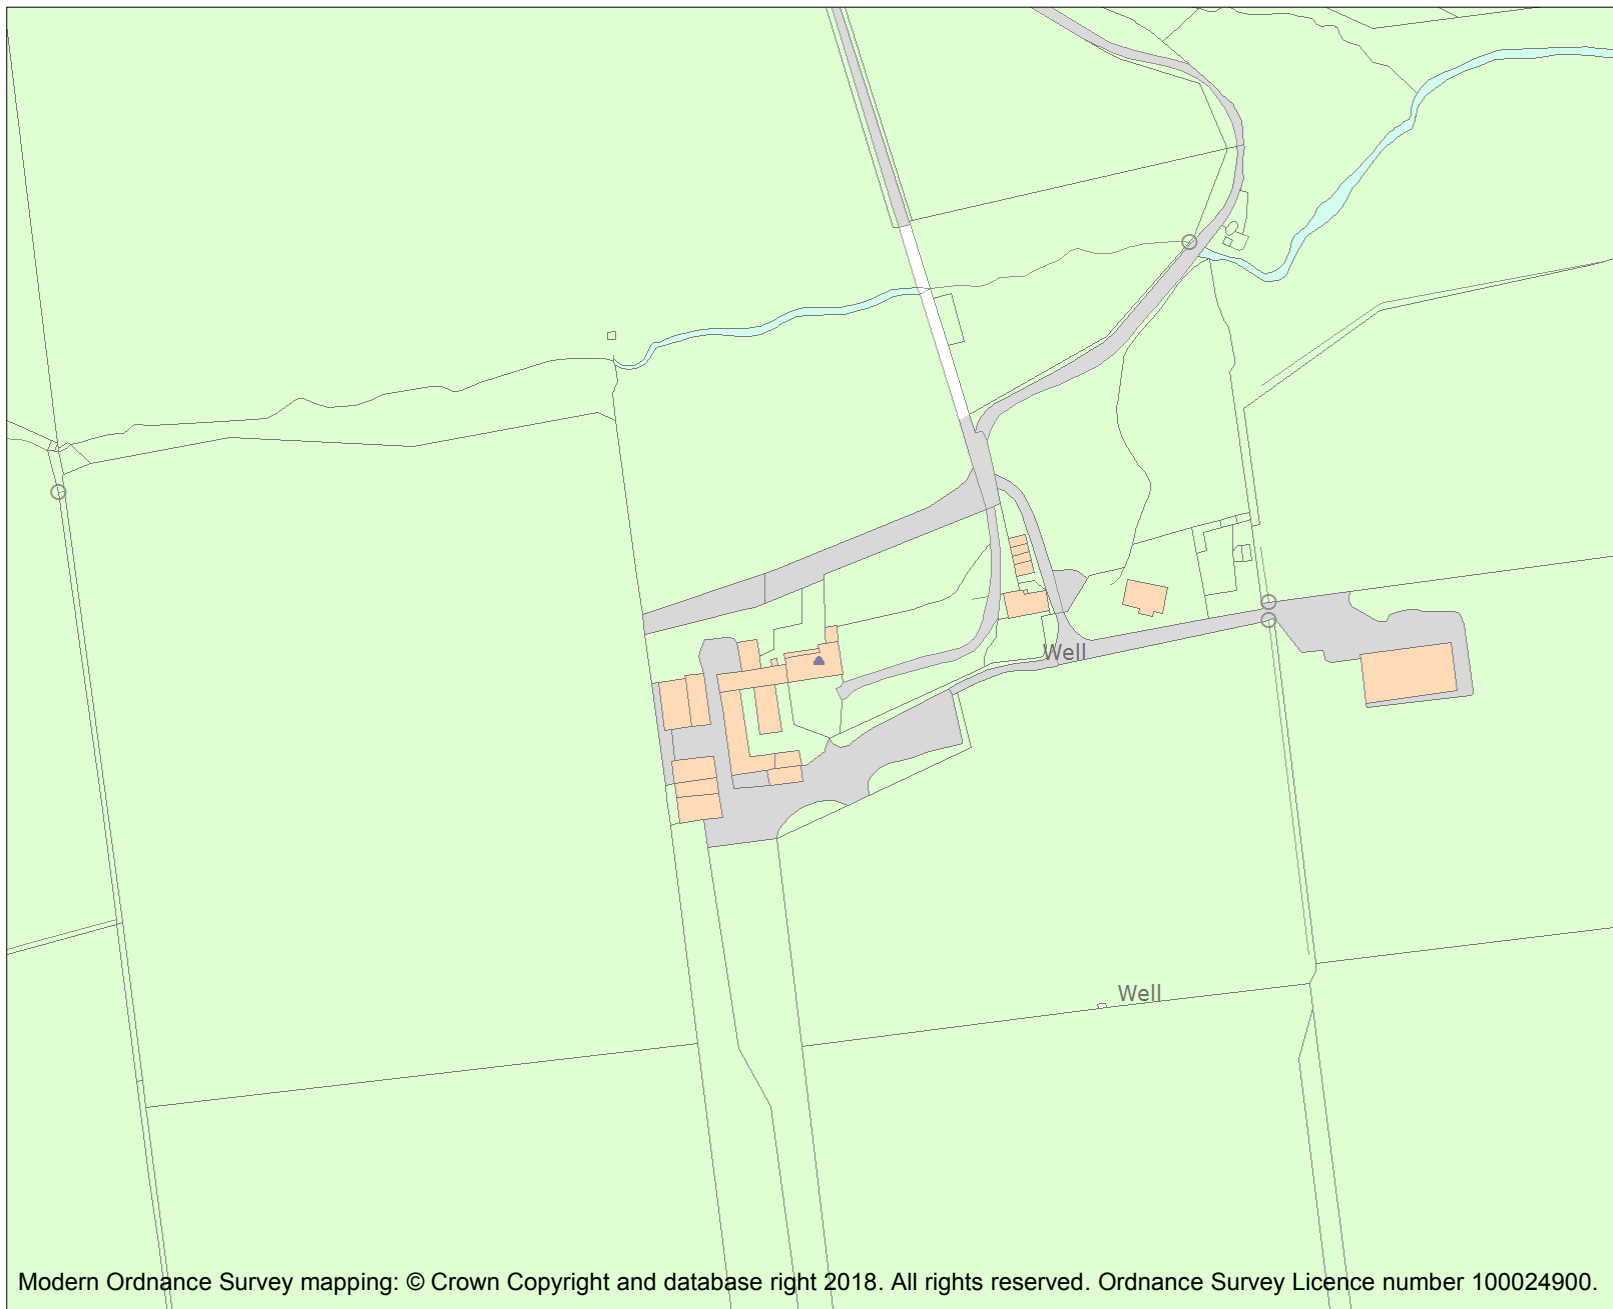 Well
Well
Modern Ordnance Survey mapping: © Crown Copyright and database right 2018. All rights reserved. Ordnance Survey Licence number 100024900.